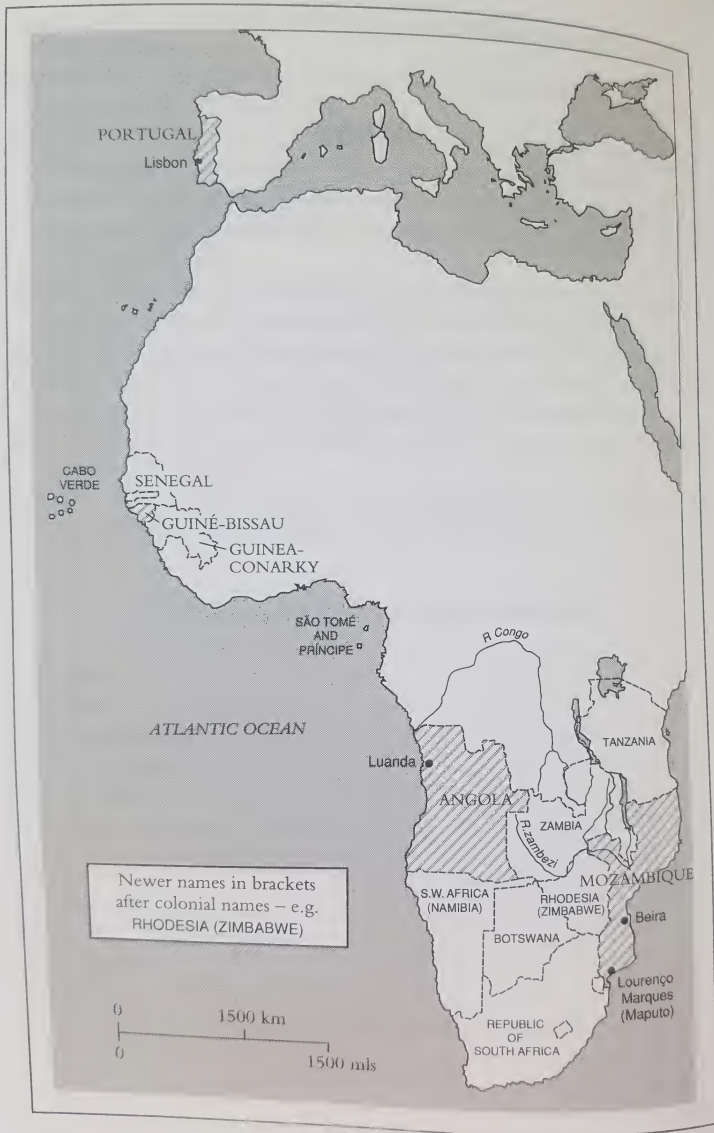 PORTUGAL
Lisbon
CABO
VERDE
SENEGAL
GUINÉ-BISSAU
GUINEA-
CONARKY
SÃO TOMÉ
AND
PRÍNCIPE
R Congo
ATLANTIC OCEAN
TANZANIA
Luanda
ANGOLA
ZAMBIA
R.zambezi
MOZAMBIQUE
S.W. AFRICA
(NAMIBIA)
RHODESIA
(ZIMBABWE)
Beira
BOTSWANA
Lourenço
Marques
(Maputo)
REPUBLIC
OF
SOUTH AFRICA
Newer names in brackets
after colonial names – e.g.
RHODESIA (ZIMBABWE)
0 1500 km
0 1500 mls